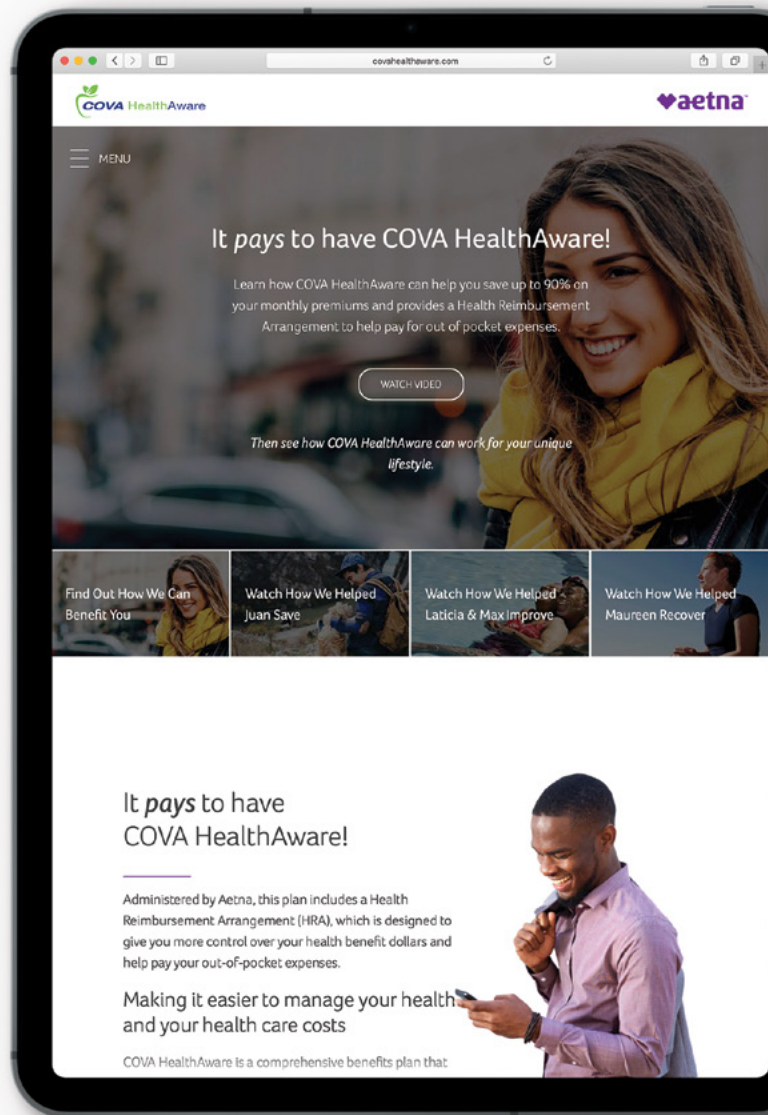 covahealthaware.com
COVA HealthAware
aetna™
MENU
It pays to have COVA HealthAware!
Learn how COVA HealthAware can help you save up to 90% on
your monthly premiums and provides a Health Reimbursement
Arrangement to help pay for out of pocket expenses.
WATCH VIDEO
Then see how COVA HealthAware can work for your unique
lifestyle.
Find Out How We Can
Benefit You
Watch How We Helped
Juan Save
Watch How We Helped
Laticia & Max Improve
Watch How We Helped
Maureen Recover
It pays to have
COVA HealthAware!
Administered by Aetna, this plan includes a Health
Reimbursement Arrangement (HRA), which is designed to
give you more control over your health benefit dollars and
help pay your out-of-pocket expenses.
Making it easier to manage your health
and your health care costs
COVA HealthAware is a comprehensive benefits plan that